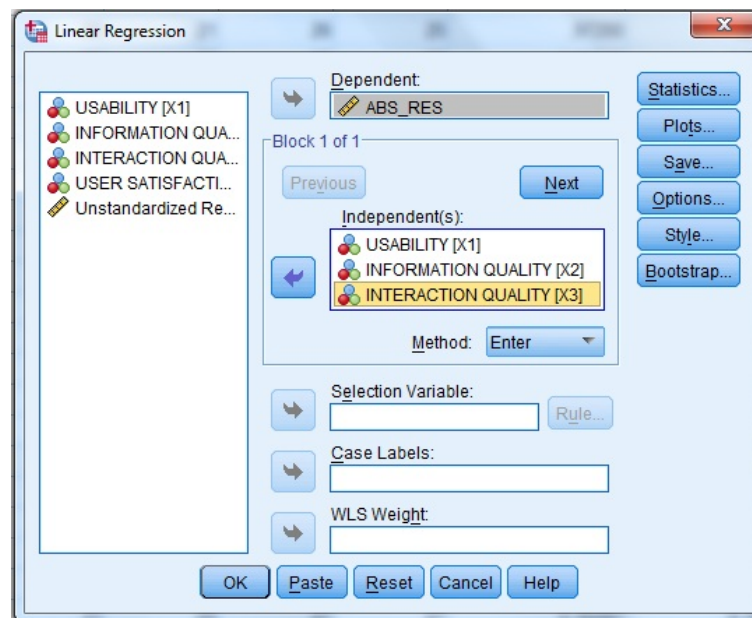 Linear Regression
USABILITY [X1]
INFORMATION QUA...
INTERACTION QUA...
USER SATISFACTI...
Unstandardized Re...
Dependent:
ABS_RES
Block 1 of 1
Previous
Next
Independent(s):
USABILITY [X1]
INFORMATION QUALITY [X2]
INTERACTION QUALITY [X3]
Method: Enter
Selection Variable:
Rule...
Case Labels:
WLS Weight:
Statistics...
Plots...
Save...
Options...
Style...
Bootstrap...
OK Paste Reset Cancel Help